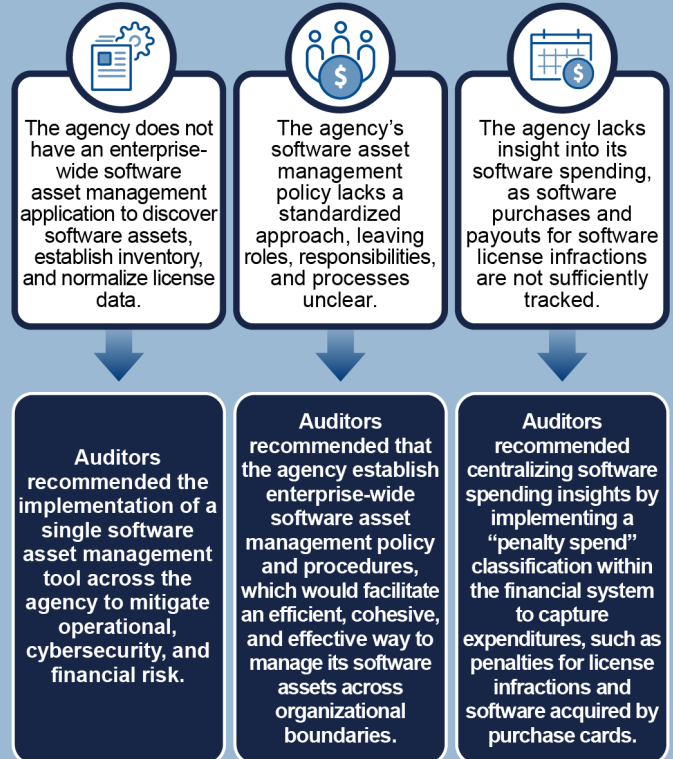 The agency does not
have an enterprise-
wide software
asset management
application to discover
software assets,
establish inventory,
and normalize license
data.
$
The agency's
software asset
management
policy lacks a
standardized
approach, leaving
roles, responsibilities,
and processes
unclear.
$
The agency lacks
insight into its
software spending,
as software
purchases and
payouts for software
license infractions
are not sufficiently
tracked.
Auditors
recommended the
implementation of a
single software
asset management
tool across the
agency to mitigate
operational,
cybersecurity, and
financial risk.
Auditors
recommended that
the agency establish
enterprise-wide
software asset
management policy
and procedures,
which would facilitate
an efficient, cohesive,
and effective way to
manage its software
assets across
organizational
boundaries.
Auditors
recommended
centralizing software
spending insights by
implementing a
“penalty spend”
classification within
the financial system
to capture
expenditures, such as
penalties for license
infractions and
software acquired by
purchase cards.